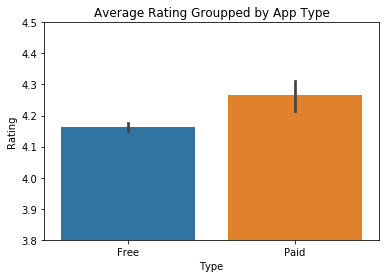 Average Rating Groupped by App Type
4.5
4.4
4.3
4.2
4.1
4.0
3.9
3.8
Rating
Free
Paid
Type